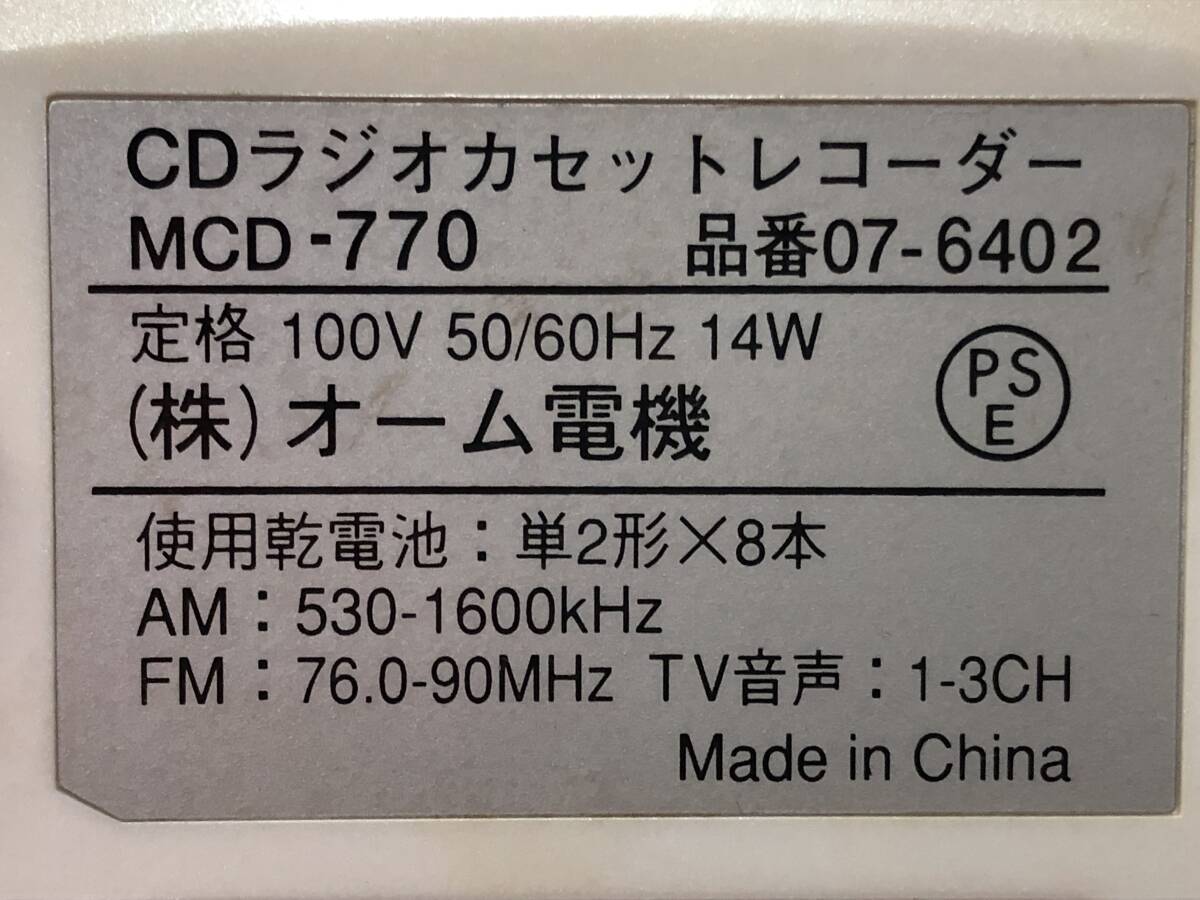 CDラジオカセットレコーダー
MCD-770 品番07-6402
定格 100V 50/60Hz 14W
PSE
(株) オーム電機
使用乾電池：単2形×8本
AM：530-1600kHz
FM：76.0-90MHz TV音声：1-3CH
Made in China